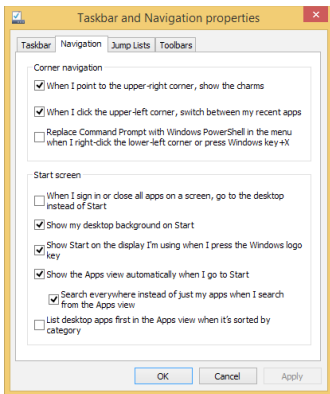 Taskbar and Navigation properties
Taskbar Navigation Jump Lists Toolbars
Corner navigation
When I point to the upper-right corner, show the charms
When I click the upper-left corner, switch between my recent apps
Replace Command Prompt with Windows PowerShell in the menu
when I right-click the lower-left corner or press Windows key+X
Start screen
When I sign in or close all apps on a screen, go to the desktop
instead of Start
Show my desktop background on Start
Show Start on the display I'm using when I press the Windows logo
key
Show the Apps view automatically when I go to Start
Search everywhere instead of just my apps when I search
from the Apps view
List desktop apps first in the Apps view when it's sorted by
category
OK Cancel Apply